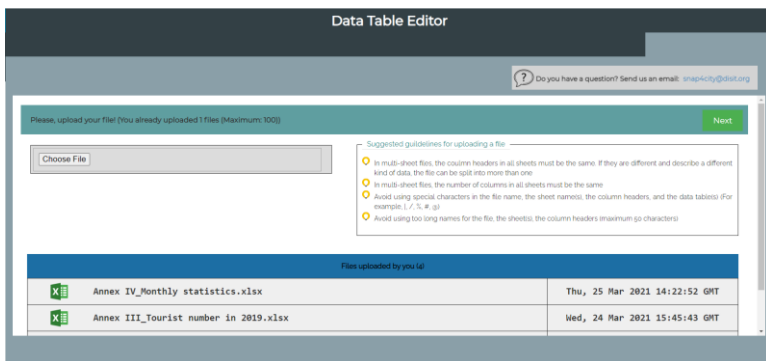 Data Table Editor
? Do you have a question? Send us an email: snap4city@disit.org
Please, upload your file! (You already uploaded 1 files (Maximum: 100))
Next
Choose File
Suggested guildelines for uploading a file
In multi-sheet files, the coulmn headers in all sheets must be the same. If they are different and describe a different
kind of data, the file can be split into more than one
In multi-sheet files, the number of columns in all sheets must be the same
Avoid using special characters in the file name, the sheet name(s), the column headers, and the data table(s) (For
example, (, /, %, #, @)
Avoid using too long names for the file, the sheet(s), the column headers (maximum 50 characters)
Files uploaded by you (4)
Annex IV_Monthly statistics.xlsx
Thu, 25 Mar 2021 14:22:52 GMT
Annex III_Tourist number in 2019.xlsx
Wed, 24 Mar 2021 15:45:43 GMT